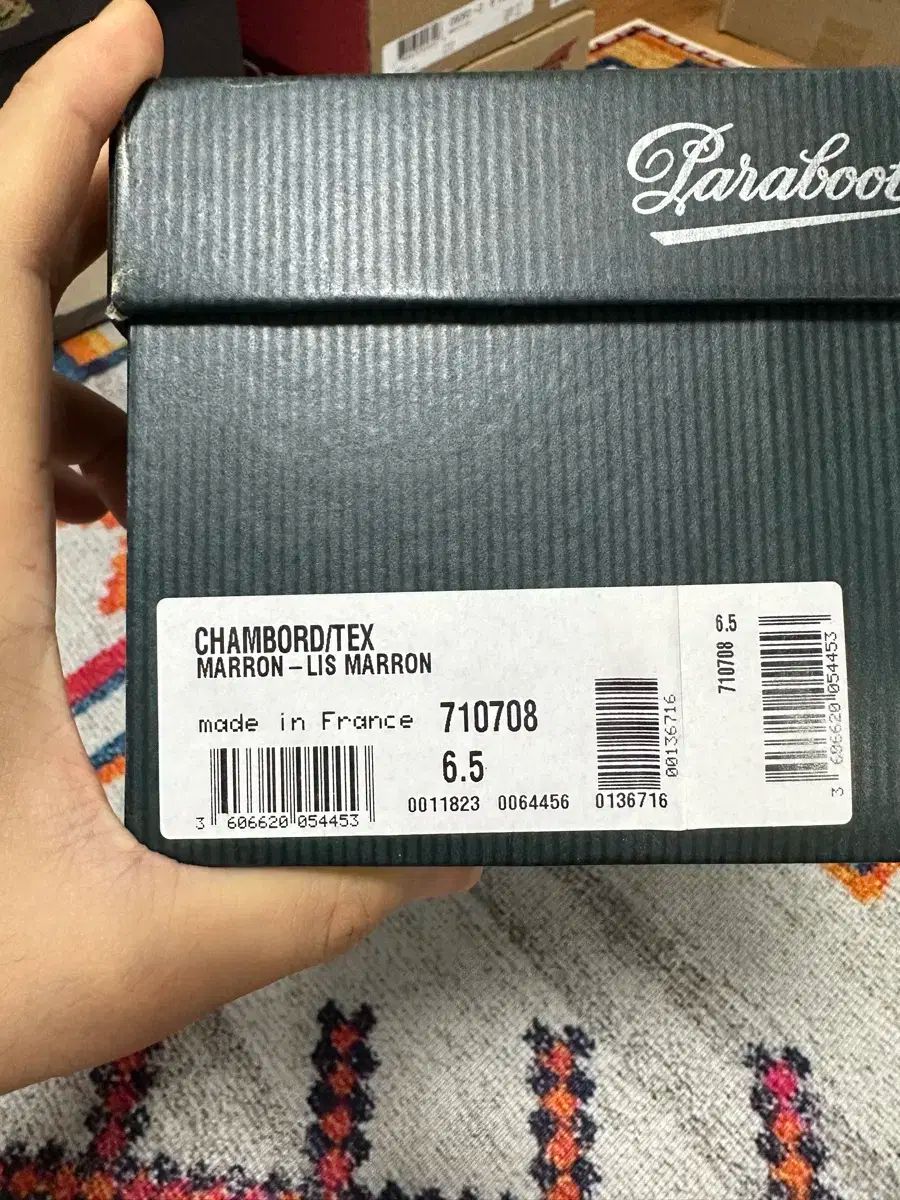 Paraboot
CHAMBORD/TEX
MARRON – LIS MARRON
made in France 710708
6.5
3 606620 054453
0011823 0064456 0136716
00136716
6.5
710708
3 606620 054453